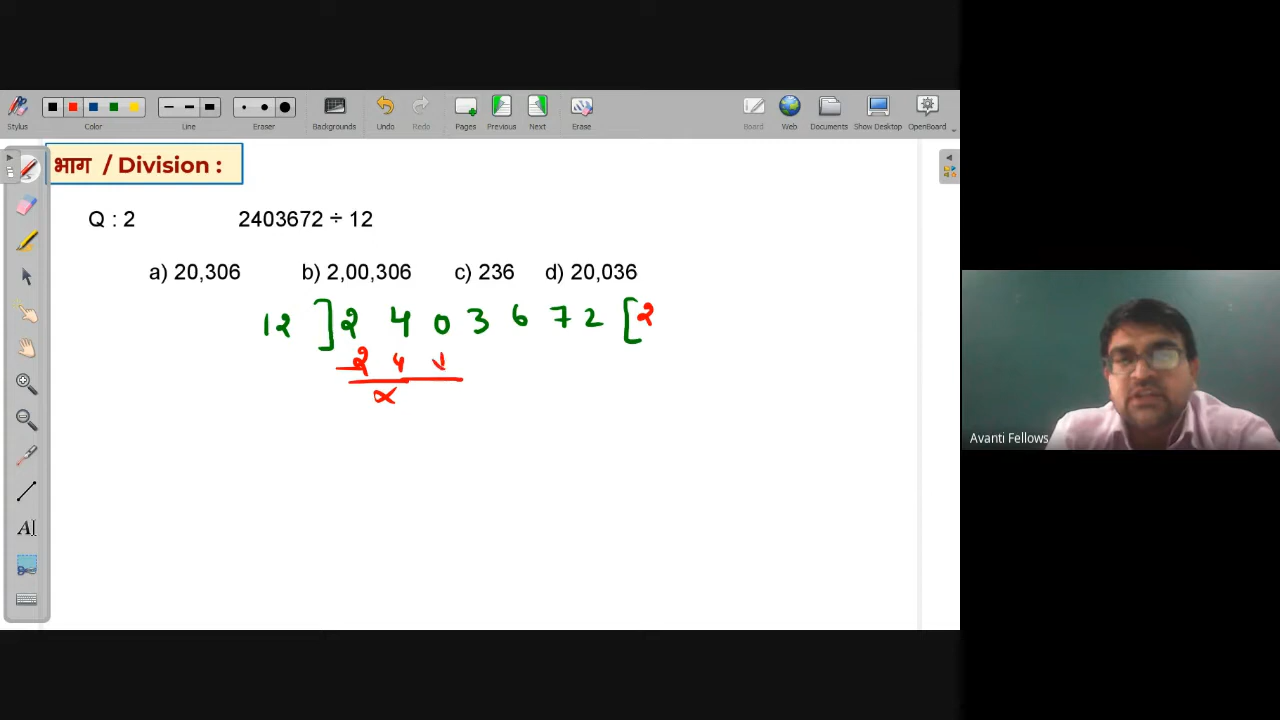 Stylus Color Line Eraser Backgrounds Undo Redo Pages Previous Next Erase Board Web Documents Show Desktop OpenBoard
भाग / Division :
Q : 2 2403672 ÷ 12
a) 20,306 b) 2,00,306 c) 236 d) 20,036
12 ] 2 4 0 3 6 7 2 [ 2
- 2 4 ↓
×
Avanti Fellows